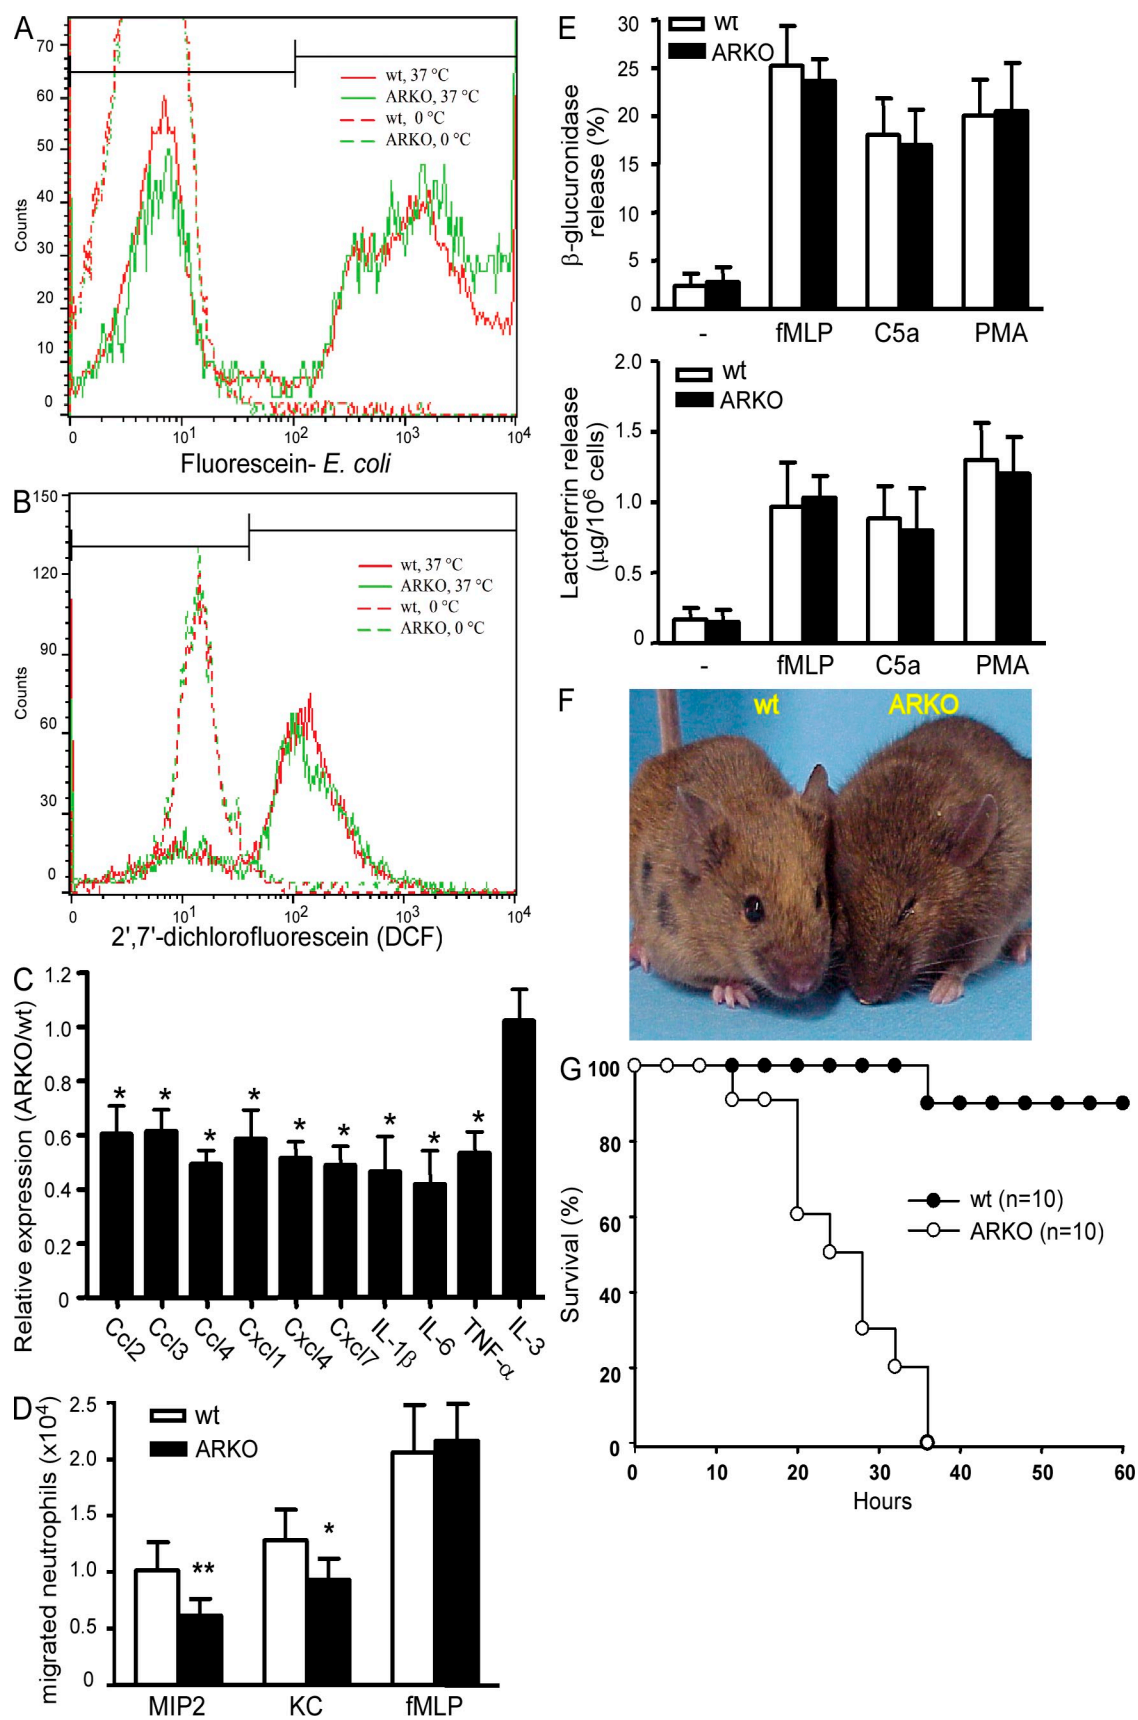 A
70
60
50
40
30
20
10
0
Counts
wt, 37 °C
ARKO, 37 °C
wt, 0 °C
ARKO, 0 °C
0 10¹ 10² 10³ 10⁴
Fluorescein- E. coli
B
150
120
90
60
30
0
Counts
wt, 37 °C
ARKO, 37 °C
wt, 0 °C
ARKO, 0 °C
0 10¹ 10² 10³ 10⁴
2',7'-dichlorofluorescein (DCF)
C
Relative expression (ARKO/wt)
1.2
1.0
0.8
0.6
0.4
0.2
0
* * * * * * * * *
Ccl2 Ccl3 Ccl4 Cxcl1 Cxcl4 Cxcl7 IL-1β IL-6 TNF-α IL-3
D
migrated neutrophils (x10⁴)
2.5
2.0
1.5
1.0
0.5
0
wt
ARKO
** *
MIP2 KC fMLP
E
β-glucuronidase
release (%)
30
25
20
15
10
5
0
wt
ARKO
- fMLP C5a PMA
Lactoferrin release
(μg/10⁶ cells)
2.0
1.5
1.0
0.5
0
wt
ARKO
- fMLP C5a PMA
F
wt ARKO
G
Survival (%)
100
80
60
40
20
0
wt (n=10)
ARKO (n=10)
0 10 20 30 40 50 60
Hours